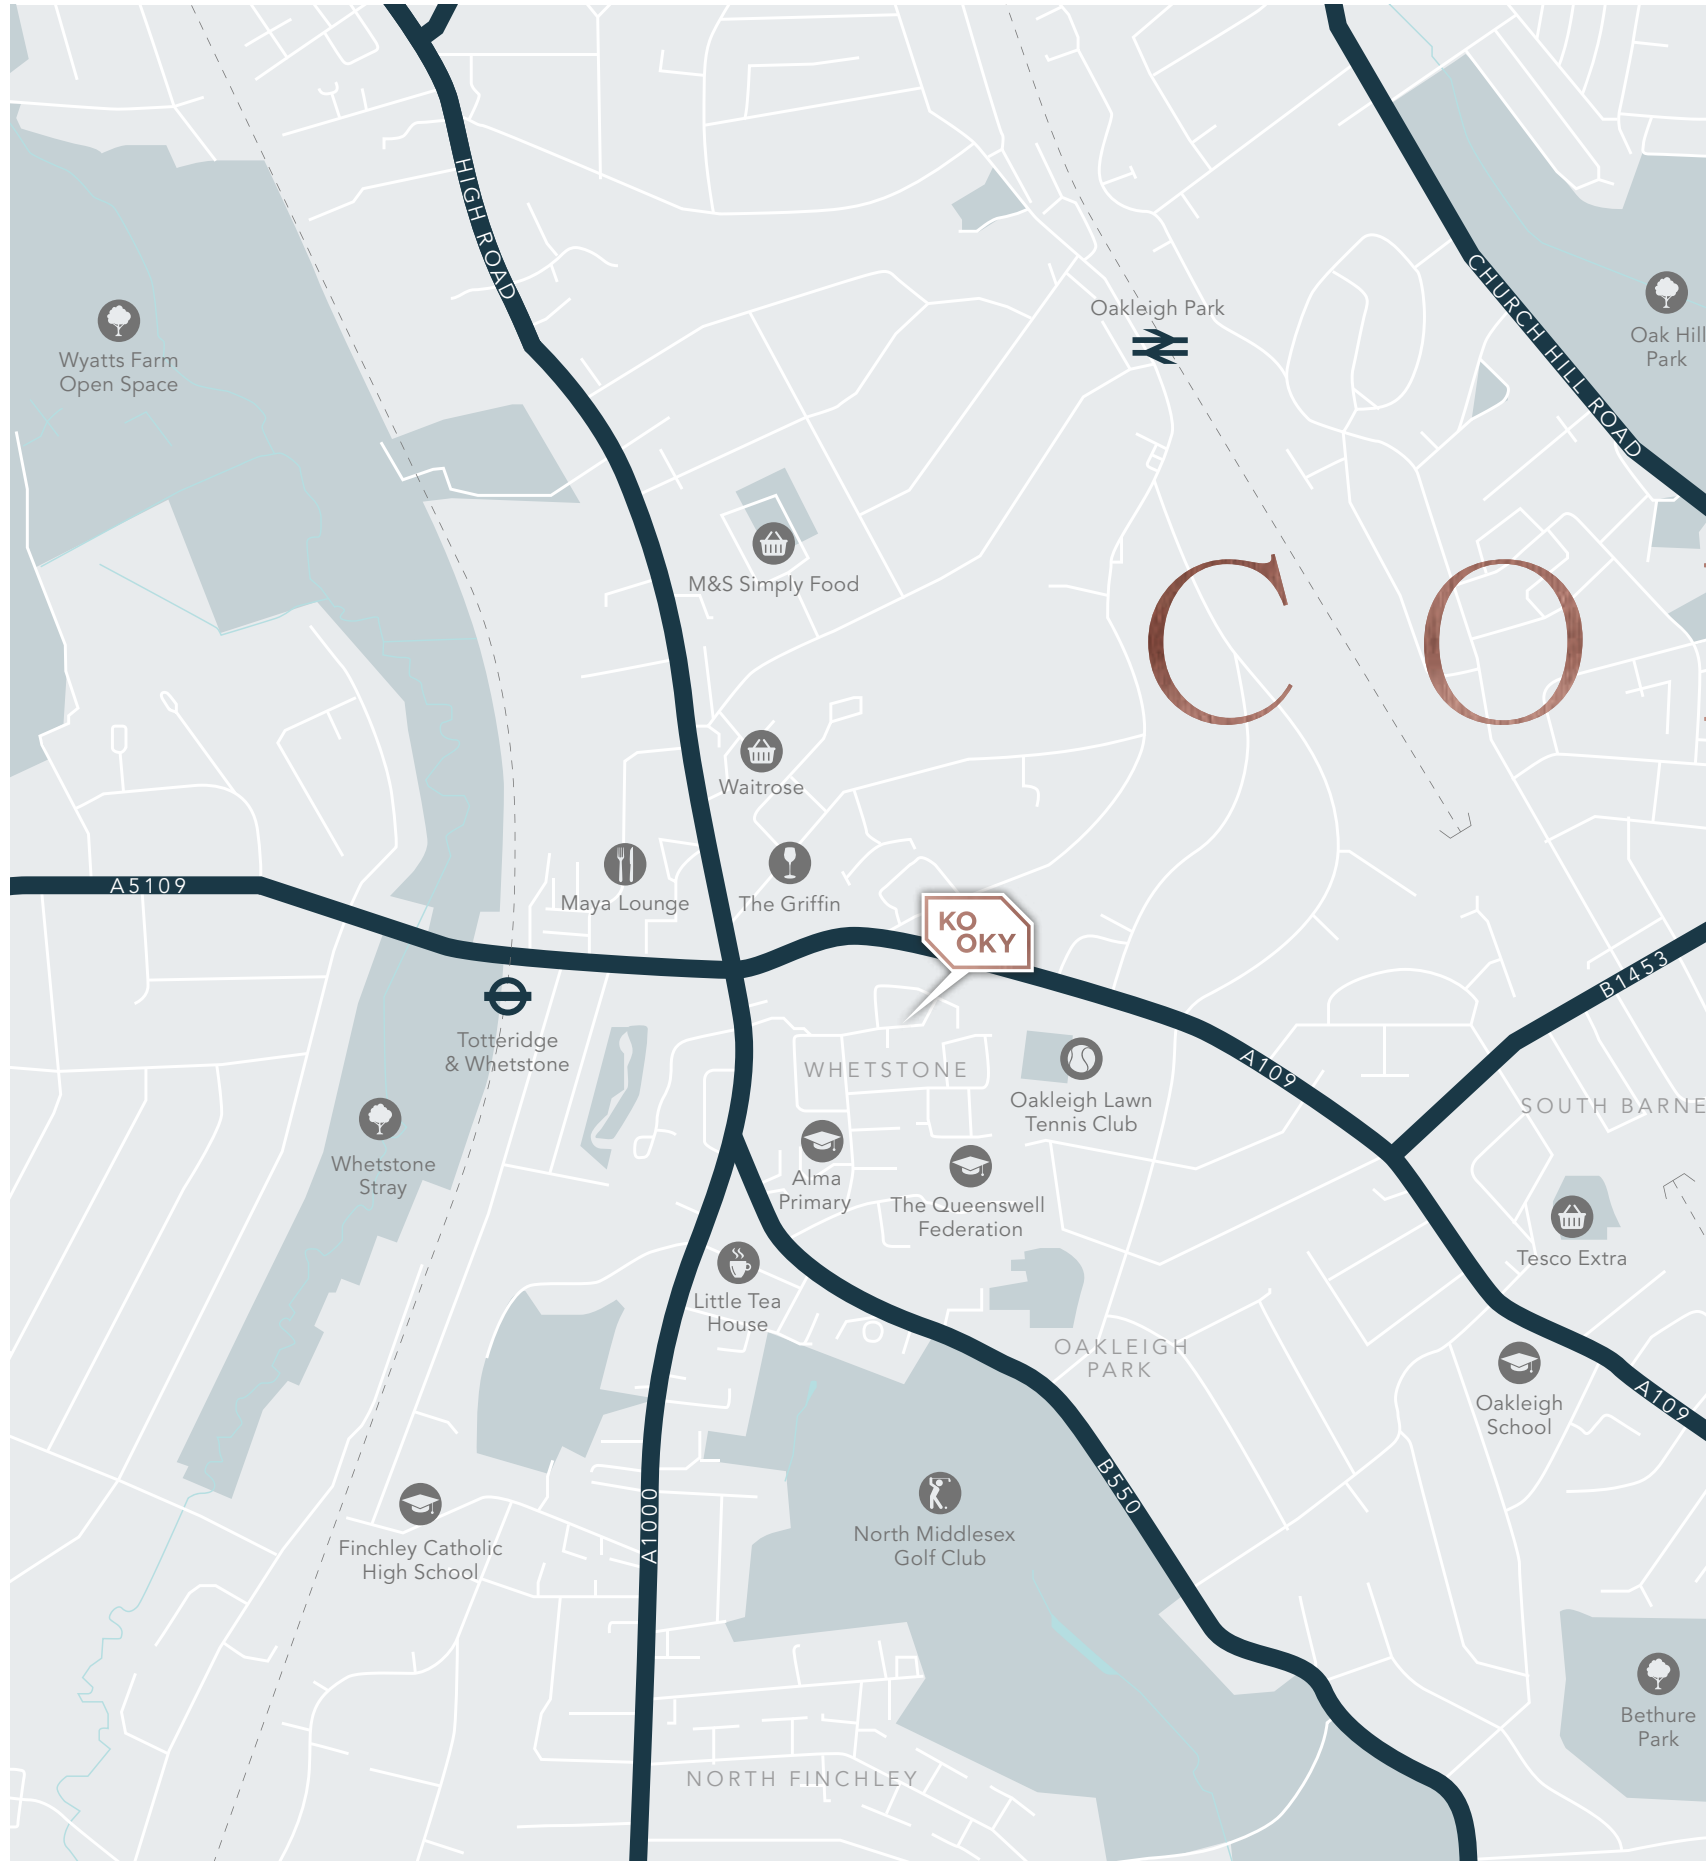 HIGH ROAD
CHURCH HILL ROAD
Oakleigh Park
Oak Hill
Park
Wyatts Farm
Open Space
M&S Simply Food
C O
Waitrose
A5109
Maya Lounge
The Griffin
KO
OKY
B1453
Totteridge
& Whetstone
WHETSTONE
A109
Oakleigh Lawn
Tennis Club
SOUTH BARNE
Whetstone
Stray
Alma
Primary
The Queenswell
Federation
Tesco Extra
Little Tea
House
OAKLEIGH
PARK
Oakleigh
School
A109
A1000
B550
North Middlesex
Golf Club
Finchley Catholic
High School
Bethure
Park
NORTH FINCHLEY